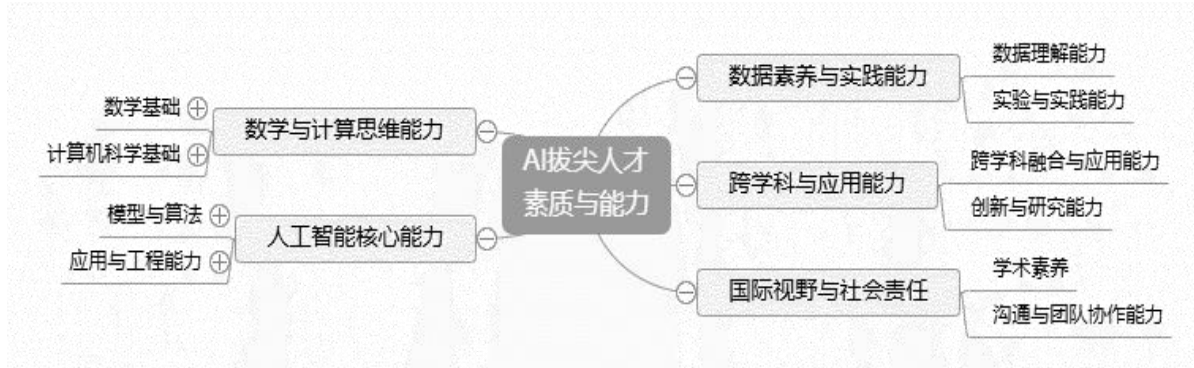 AI拔尖人才
素质与能力
数学与计算思维能力
数学基础
计算机科学基础
人工智能核心能力
模型与算法
应用与工程能力
数据素养与实践能力
数据理解能力
实验与实践能力
跨学科与应用能力
跨学科融合与应用能力
创新与研究能力
国际视野与社会责任
学术素养
沟通与团队协作能力